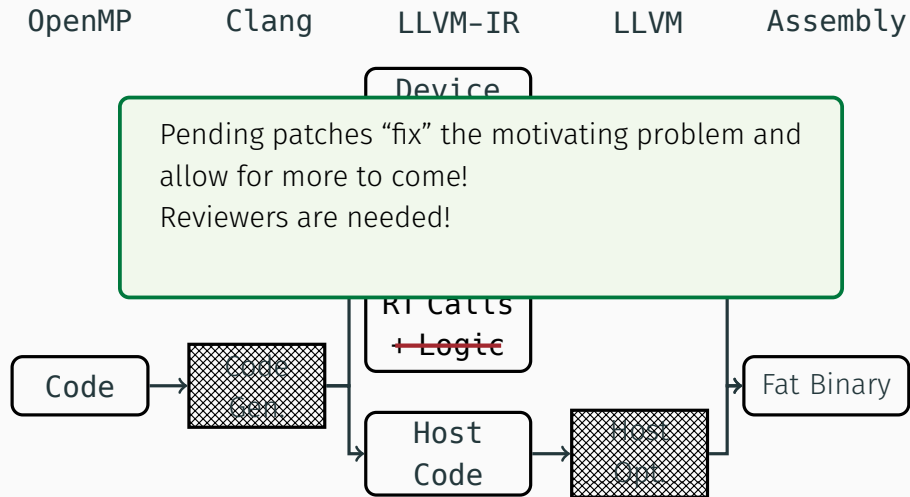 OpenMP Clang LLVM-IR LLVM Assembly
Device
Pending patches “fix” the motivating problem and
allow for more to come!
Reviewers are needed!
RT Calls
+ Logic
Code
Code
Gen.
Fat Binary
Host
Code
Host
Opt.